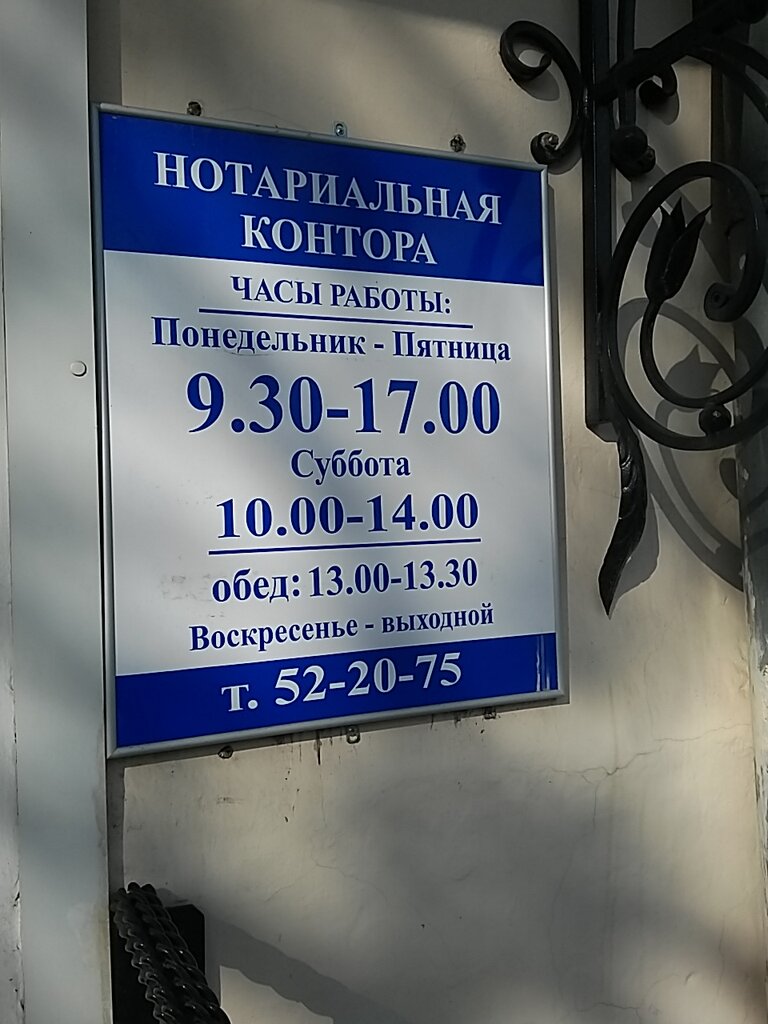 НОТАРИАЛЬНАЯ
КОНТОРА
ЧАСЫ РАБОТЫ:
Понедельник - Пятница
9.30-17.00
Суббота
10.00-14.00
обед: 13.00-13.30
Воскресенье - выходной
т. 52-20-75